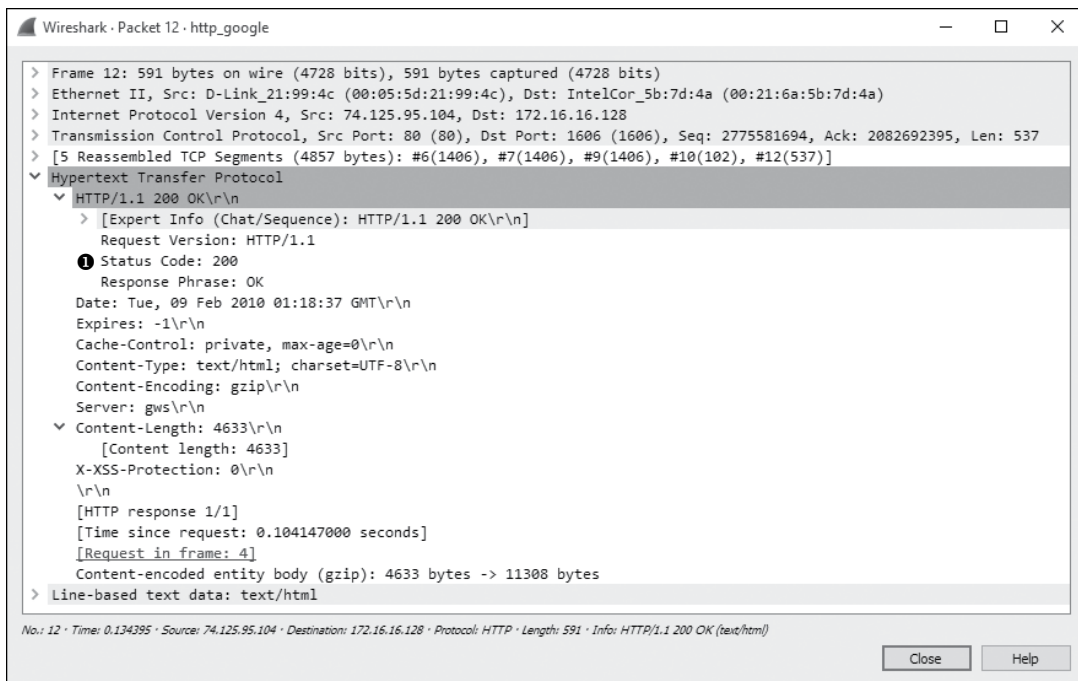 Wireshark · Packet 12 · http_google
> Frame 12: 591 bytes on wire (4728 bits), 591 bytes captured (4728 bits)
> Ethernet II, Src: D-Link_21:99:4c (00:05:5d:21:99:4c), Dst: IntelCor_5b:7d:4a (00:21:6a:5b:7d:4a)
> Internet Protocol Version 4, Src: 74.125.95.104, Dst: 172.16.16.128
> Transmission Control Protocol, Src Port: 80 (80), Dst Port: 1606 (1606), Seq: 2775581694, Ack: 2082692395, Len: 537
> [5 Reassembled TCP Segments (4857 bytes): #6(1406), #7(1406), #9(1406), #10(102), #12(537)]
Hypertext Transfer Protocol
HTTP/1.1 200 OK\r\n
> [Expert Info (Chat/Sequence): HTTP/1.1 200 OK\r\n]
Request Version: HTTP/1.1
❶ Status Code: 200
Response Phrase: OK
Date: Tue, 09 Feb 2010 01:18:37 GMT\r\n
Expires: -1\r\n
Cache-Control: private, max-age=0\r\n
Content-Type: text/html; charset=UTF-8\r\n
Content-Encoding: gzip\r\n
Server: gws\r\n
Content-Length: 4633\r\n
[Content length: 4633]
X-XSS-Protection: 0\r\n
\r\n
[HTTP response 1/1]
[Time since request: 0.104147000 seconds]
[Request in frame: 4]
Content-encoded entity body (gzip): 4633 bytes -> 11308 bytes
> Line-based text data: text/html
No.: 12 · Time: 0.134395 · Source: 74.125.95.104 · Destination: 172.16.16.128 · Protocol: HTTP · Length: 591 · Info: HTTP/1.1 200 OK (text/html)
Close Help